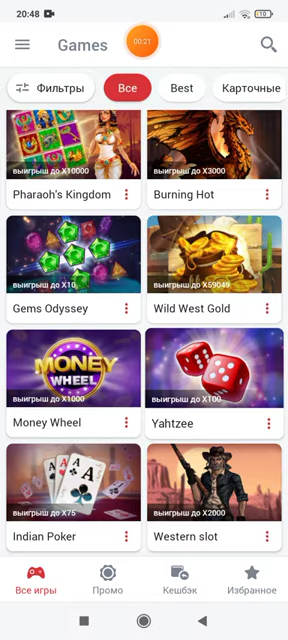 20:48
10
Games
00:21
Фильтры
Все
Best
Карточные
выигрыш до X10000
выигрыш до X3000
Pharaoh's Kingdom
Burning Hot
выигрыш до X10
выигрыш до X59049
Gems Odyssey
Wild West Gold
MONEY
WHEEL
выигрыш до X1000
выигрыш до X100
Money Wheel
Yahtzee
A
A
A
A
выигрыш до X75
выигрыш до X2000
Indian Poker
Western slot
Все игры
Промо
Кешбэк
Избранное